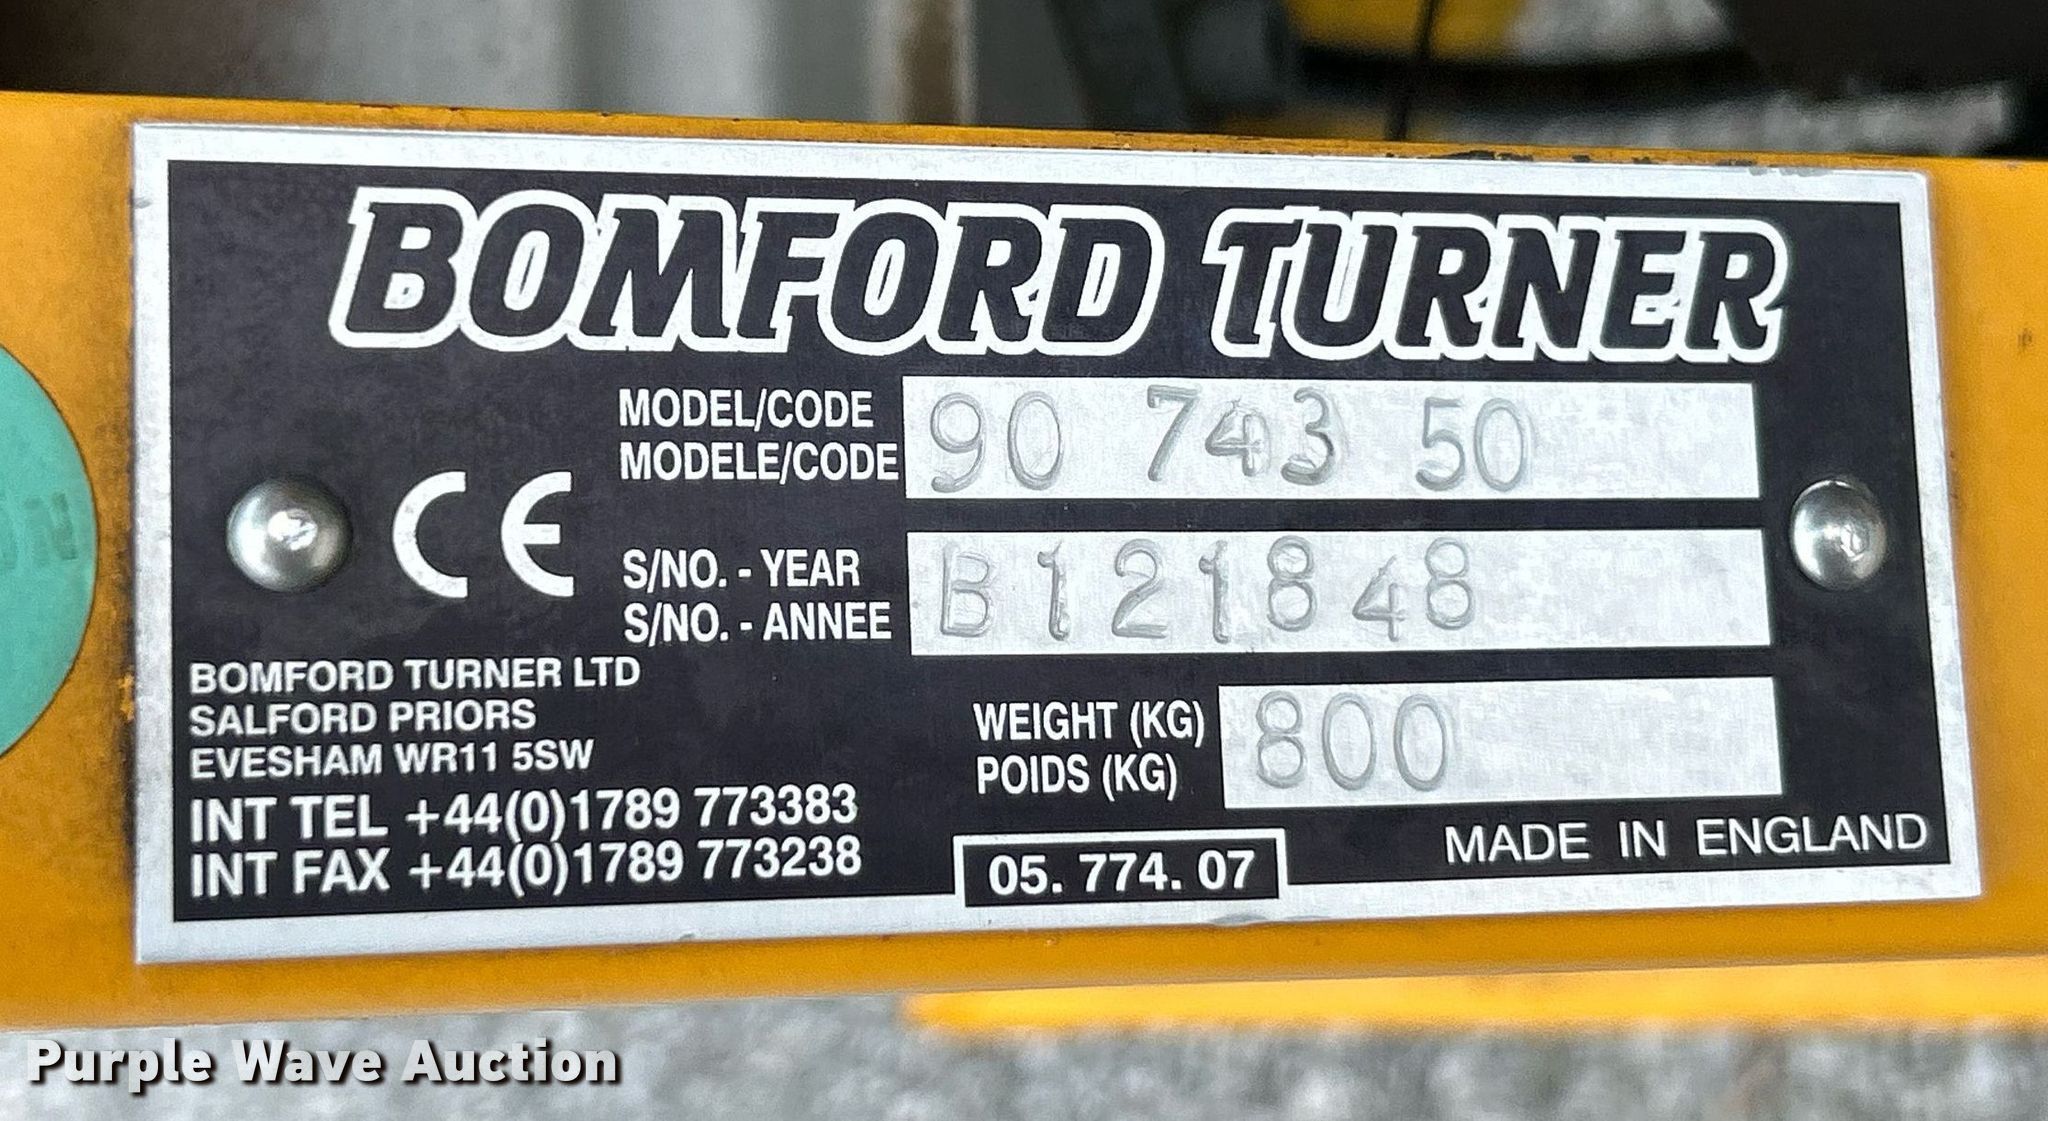 BOMFORD TURNER
MODEL/CODE
MODELE/CODE
90 743 50
S/NO. - YEAR
S/NO. - ANNEE
B121848
BOMFORD TURNER LTD
SALFORD PRIORS
EVESHAM WR11 5SW
INT TEL +44(0)1789 773383
INT FAX +44(0)1789 773238
WEIGHT (KG)
POIDS (KG)
800
05. 774. 07
MADE IN ENGLAND
Purple Wave Auction